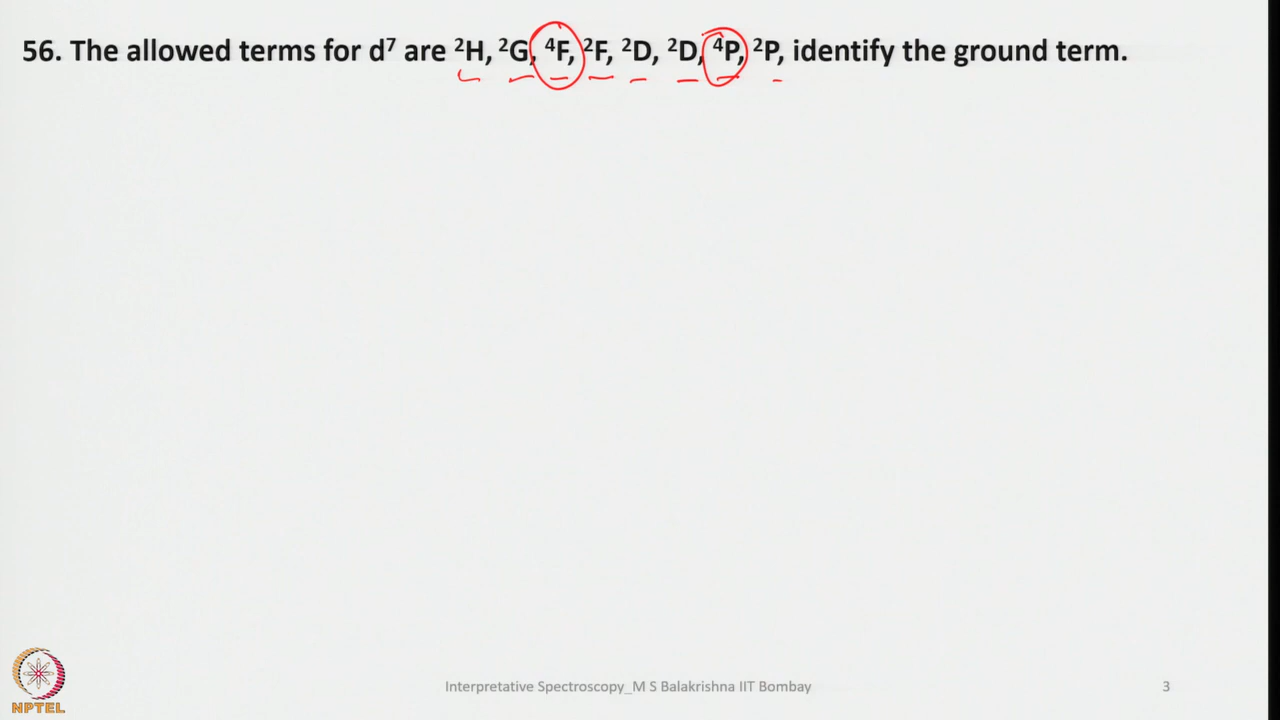 56. The allowed terms for d⁷ are ²H, ²G, ⁴F, ²F, ²D, ²D, ⁴P, ²P, identify the ground term.
NPTEL
Interpretative Spectroscopy_M S Balakrishna IIT Bombay
3